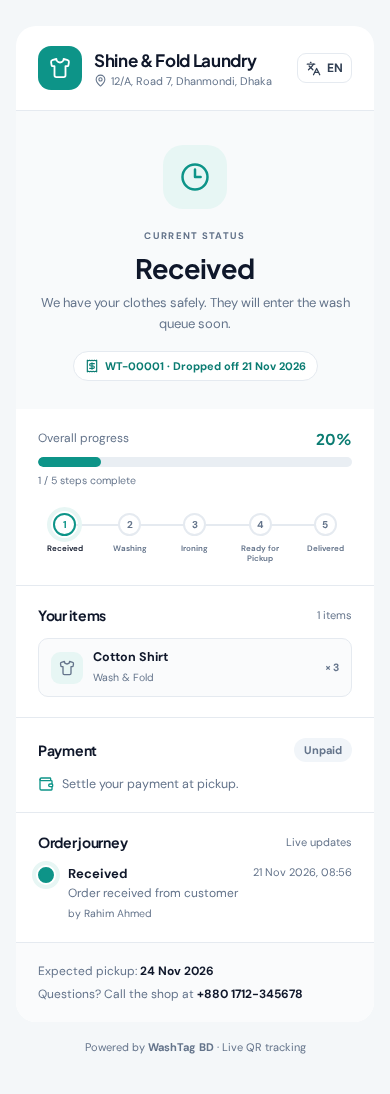 Shine & Fold Laundry
12/A, Road 7, Dhanmondi, Dhaka
EN
CURRENT STATUS
Received
We have your clothes safely. They will enter the wash
queue soon.
WT-00001 · Dropped off 21 Nov 2026
Overall progress
20%
1 / 5 steps complete
1
2
3
4
5
Received
Washing
Ironing
Ready for
Pickup
Delivered
Your items
1 items
Cotton Shirt
Wash & Fold
× 3
Payment
Unpaid
Settle your payment at pickup.
Order journey
Live updates
Received
21 Nov 2026, 08:56
Order received from customer
by Rahim Ahmed
Expected pickup: 24 Nov 2026
Questions? Call the shop at +880 1712-345678
Powered by WashTag BD · Live QR tracking